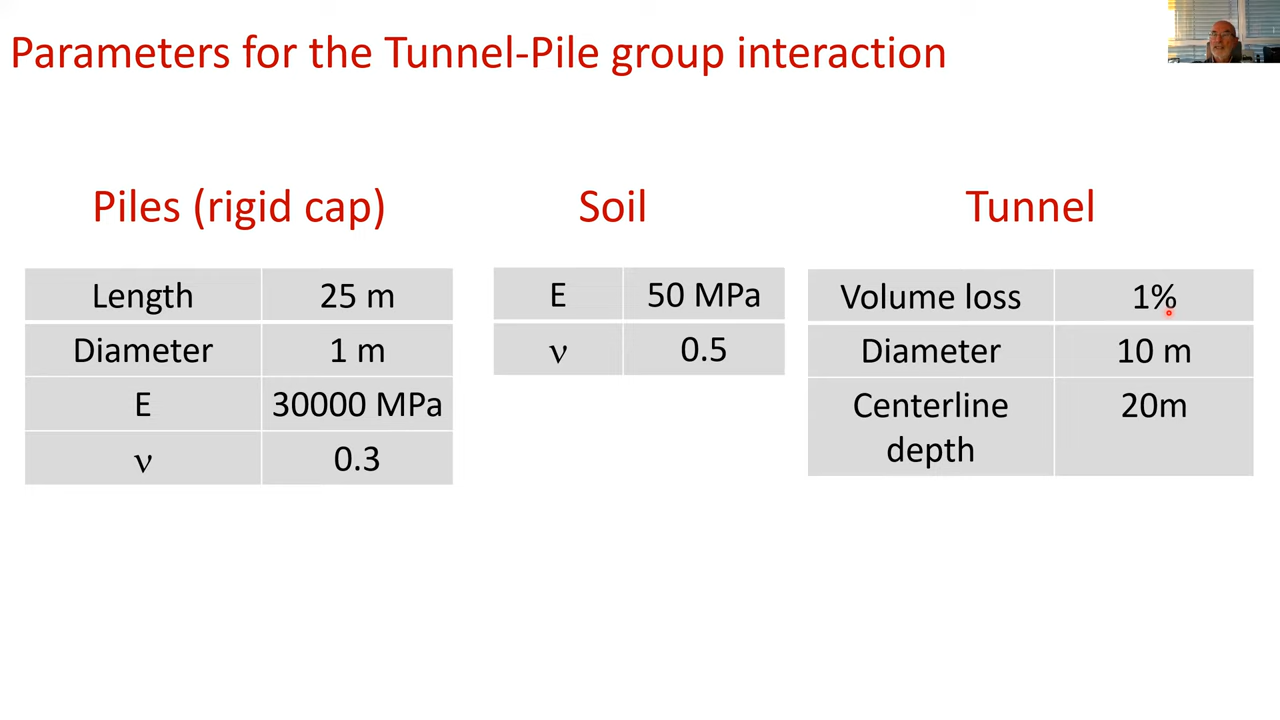 Parameters for the Tunnel-Pile group interaction
Piles (rigid cap)
Length 25 m
Diameter 1 m
E 30000 MPa
ν 0.3
Soil
E 50 MPa
ν 0.5
Tunnel
Volume loss 1%
Diameter 10 m
Centerline 20m
depth